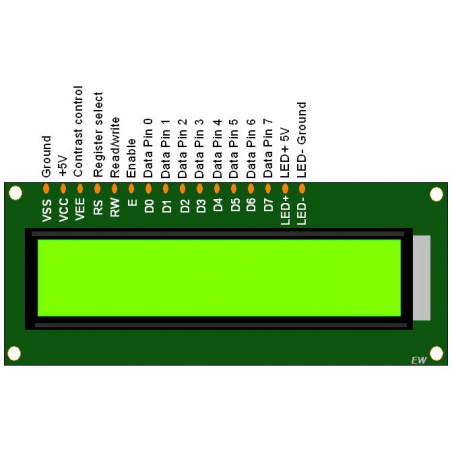 Ground
+5V
Contrast control
Register select
Read/write
Enable
Data Pin 0
Data Pin 1
Data Pin 2
Data Pin 3
Data Pin 4
Data Pin 5
Data Pin 6
Data Pin 7
LED+ 5V
LED- Ground
VSS
VCC
VEE
RS
RW
E
D0
D1
D2
D3
D4
D5
D6
D7
LED+
LED-
EW